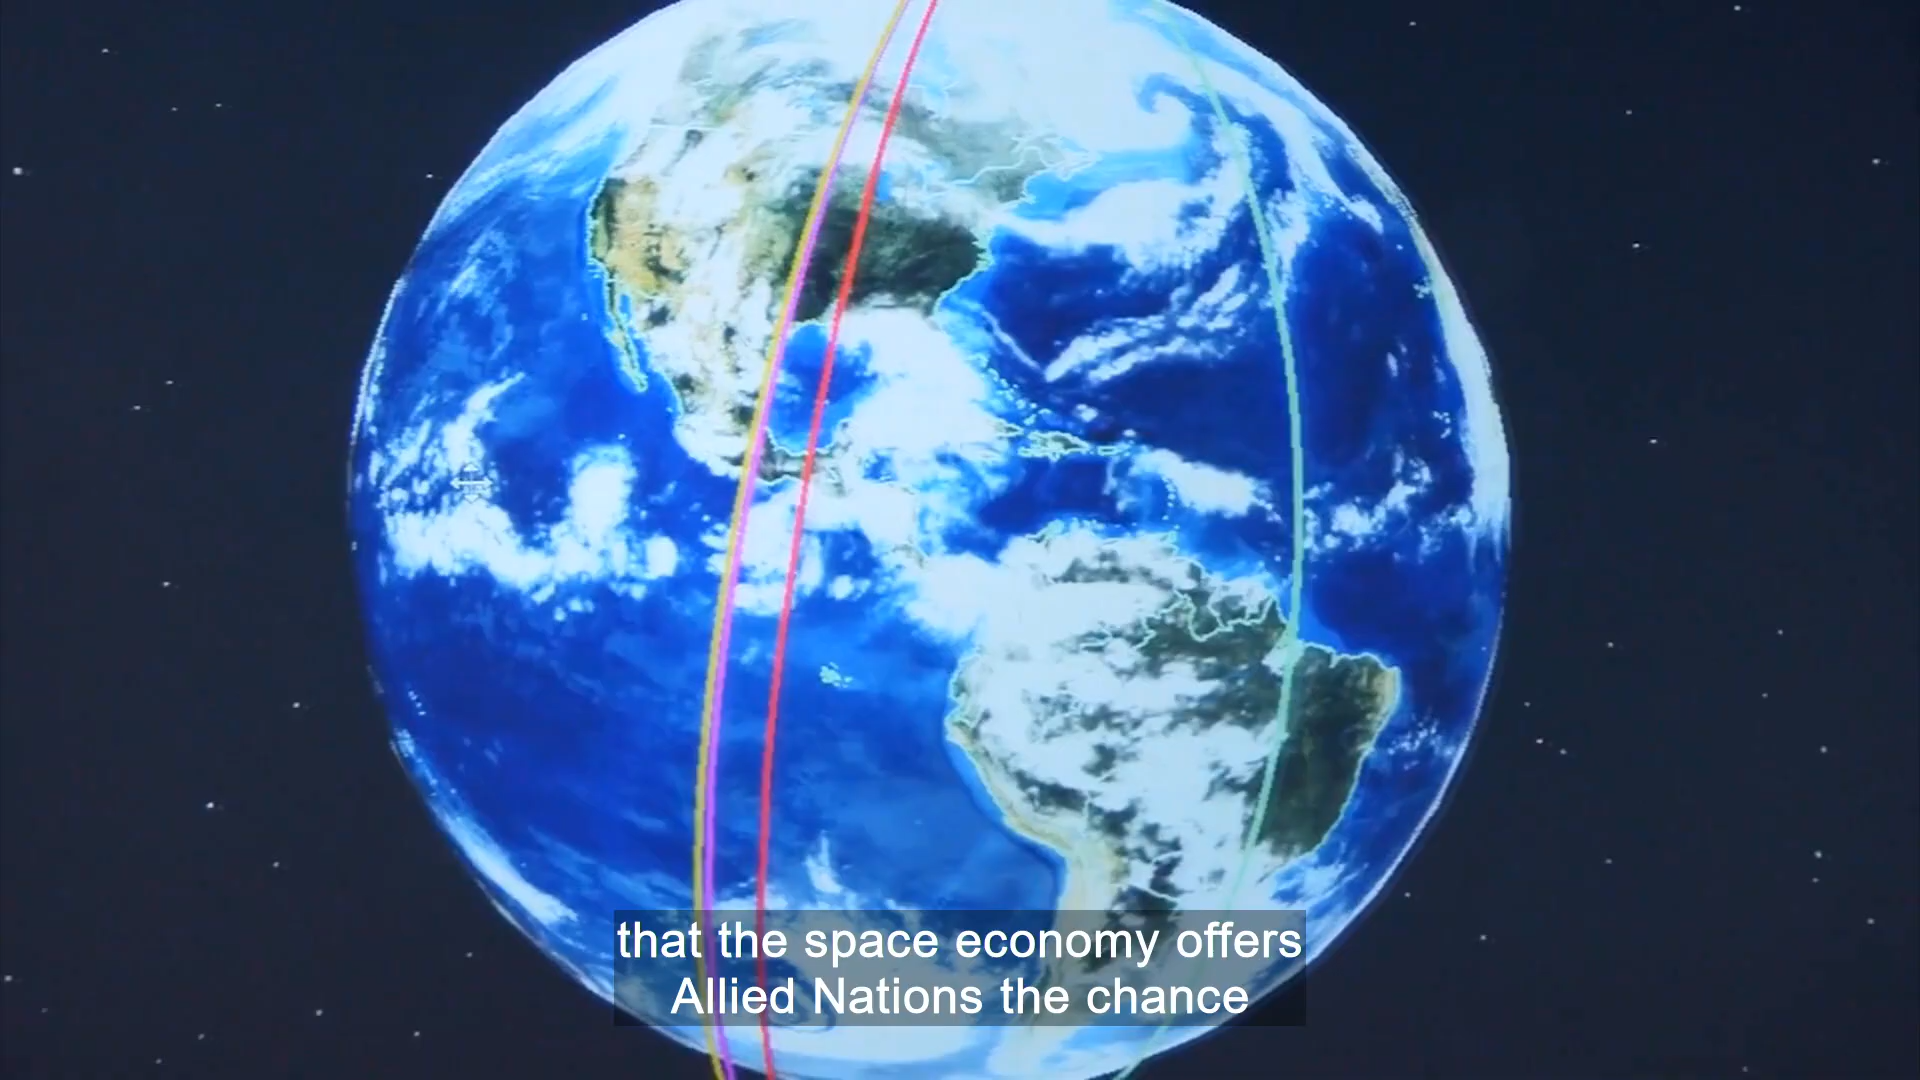 that the space economy offers
Allied Nations the chance